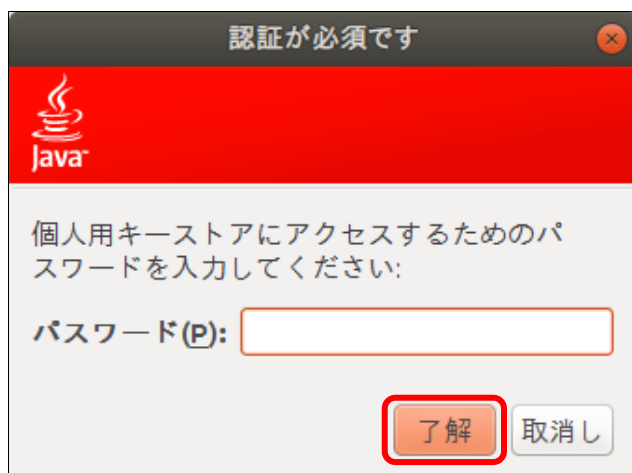 認証が必須です
Java
個人用キーストアにアクセスするためのパ
スワードを入力してください:
パスワード(P):
了解 取消し